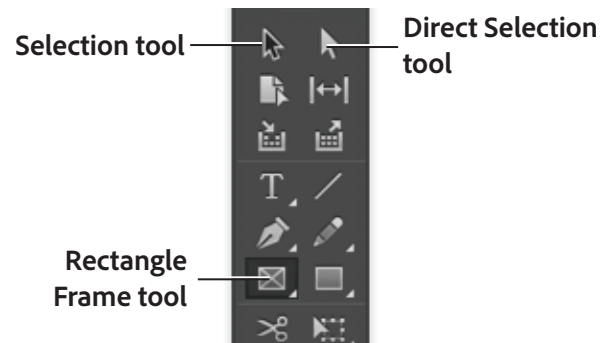 Selection tool
Direct Selection
tool
T
Rectangle
Frame tool